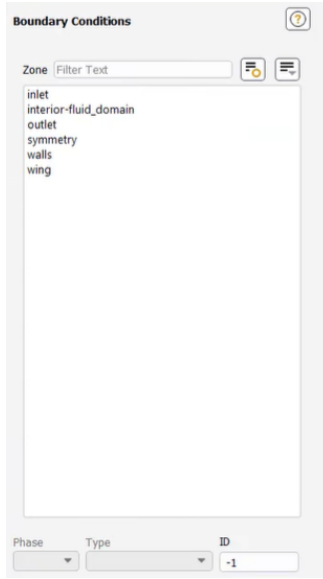 Boundary Conditions
?
Zone Filter Text
inlet
interior-fluid_domain
outlet
symmetry
walls
wing
Phase Type ID
-1